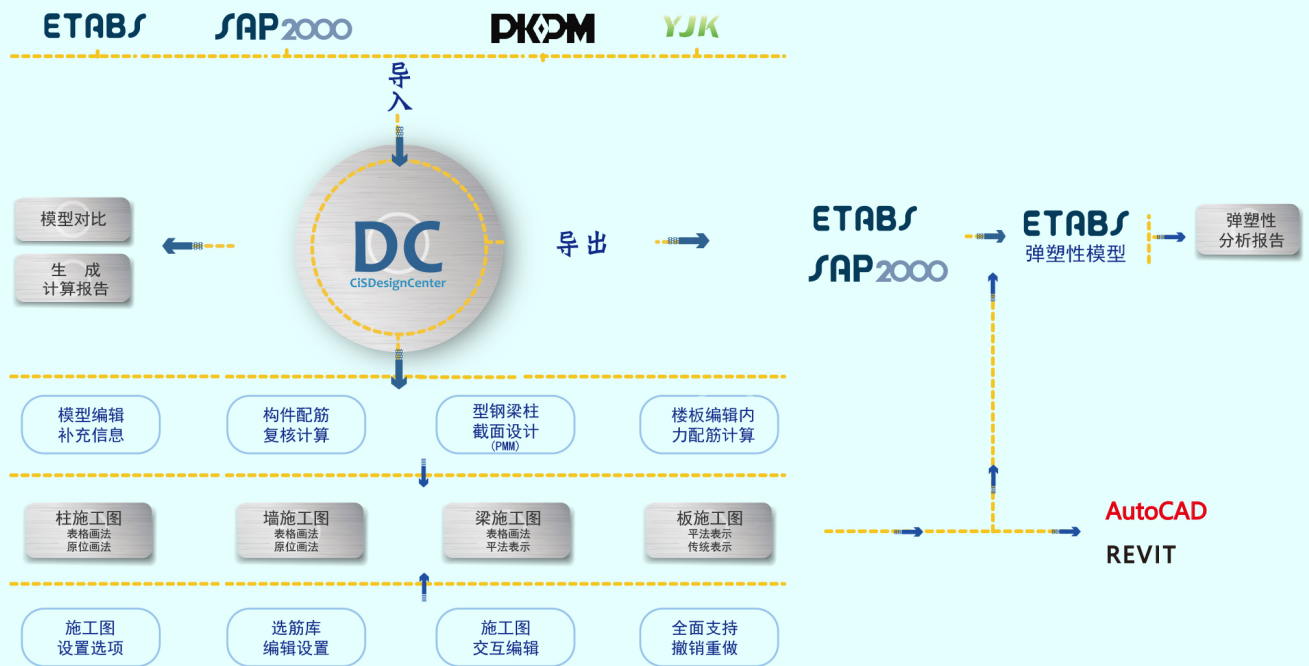 ETABS
SAP2000
PKPM
YJK
导
入
模型对比
生 成
计算报告
DC
CiSDesignCenter
导出
ETABS
SAP2000
ETABS
弹塑性模型
弹塑性
分析报告
模型编辑
补充信息
构件配筋
复核计算
型钢梁柱
截面设计
(PMM)
楼板编辑内
力配筋计算
柱施工图
表格画法
原位画法
墙施工图
表格画法
原位画法
梁施工图
表格画法
平法表示
板施工图
平法表示
传统表示
AutoCAD
REVIT
施工图
设置选项
选筋库
编辑设置
施工图
交互编辑
全面支持
撤销重做